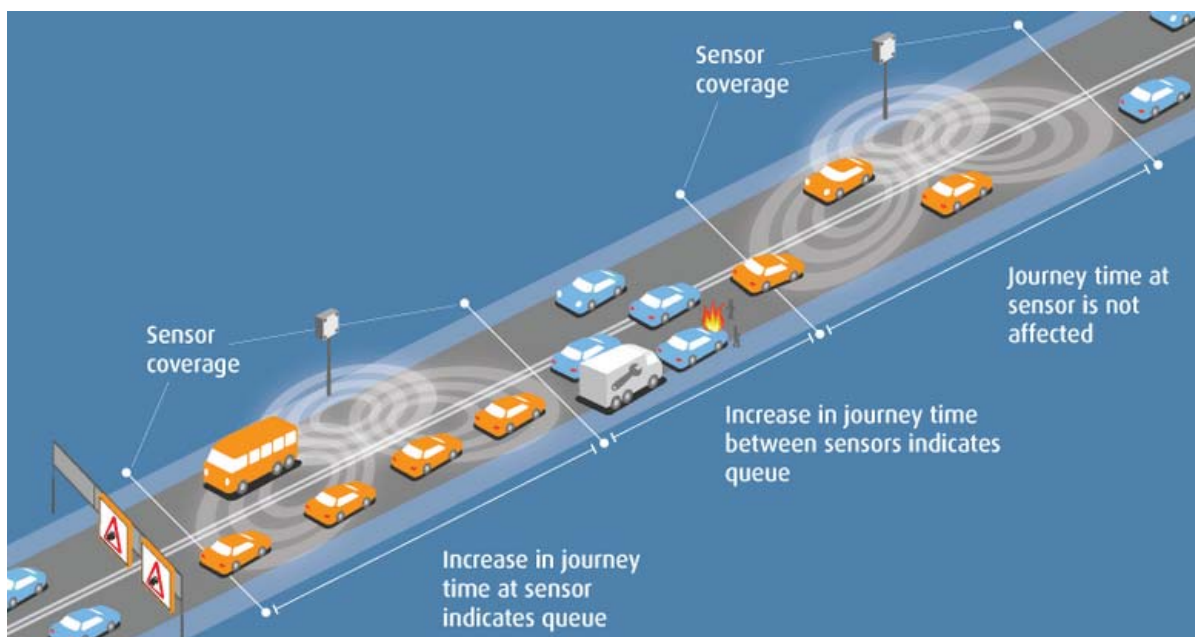 Sensor
coverage
Sensor
coverage
Journey time at
sensor is not
affected
Increase in journey time
between sensors indicates
queue
Increase in journey
time at sensor
indicates queue